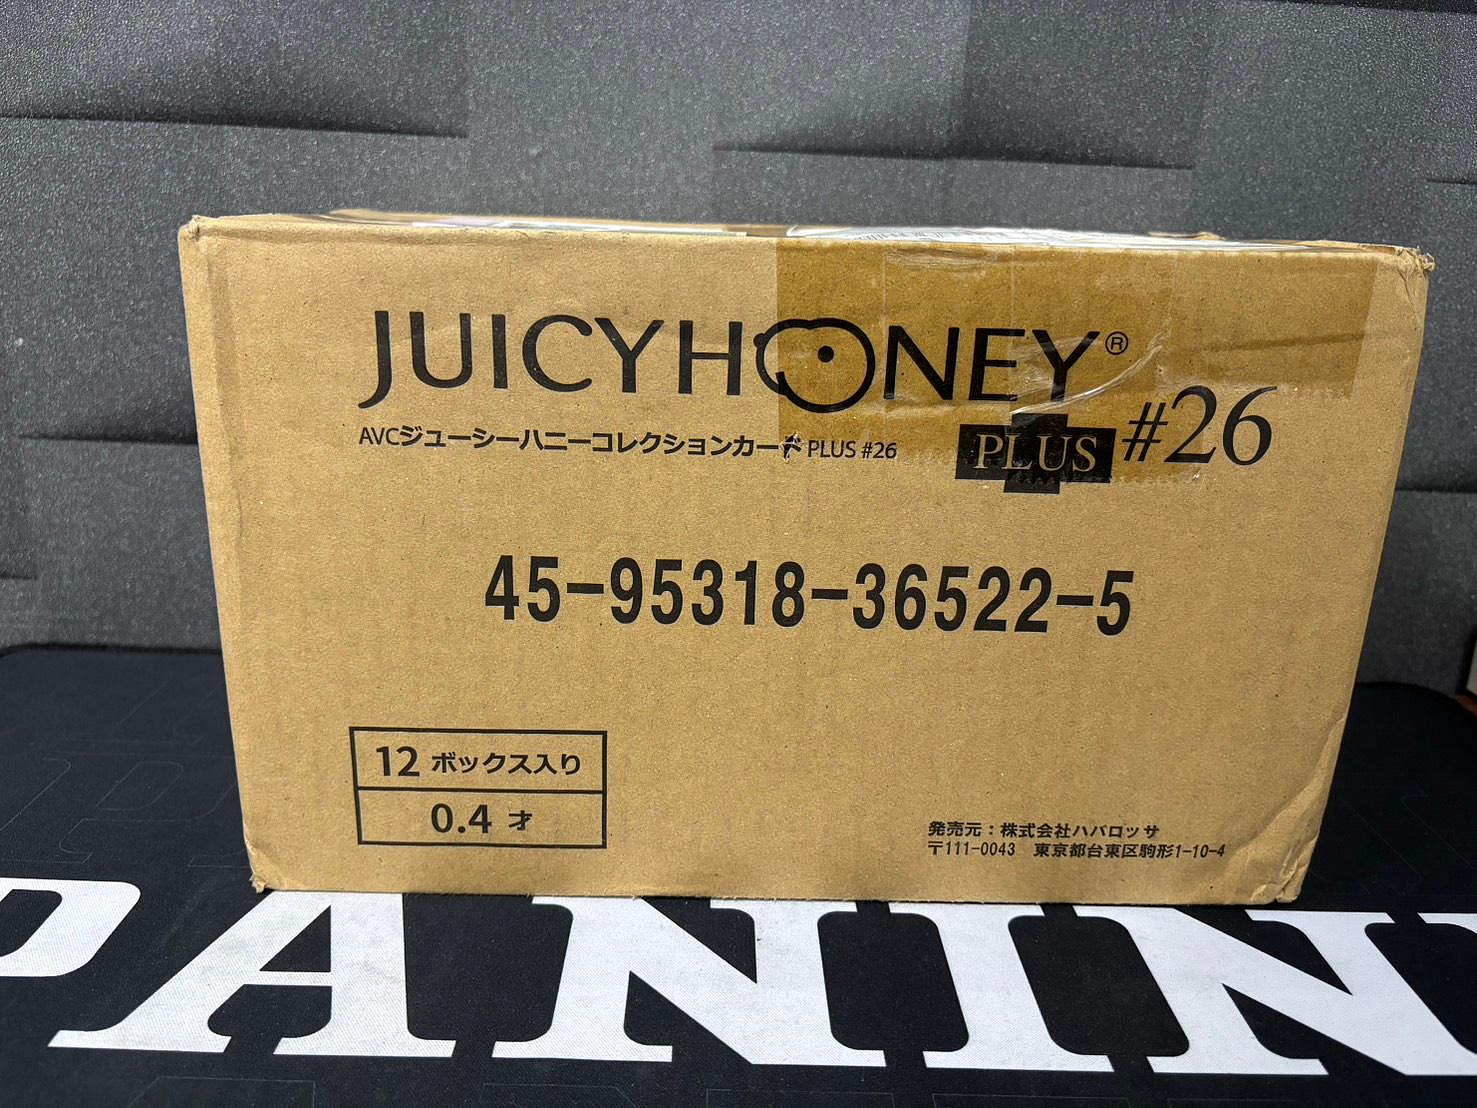 JUICYHONEY®
PLUS #26
AVCジューシーハニーコレクションカード PLUS #26
45-95318-36522-5
12 ボックス入り
0.4 才
発売元：株式会社ハバロッサ
〒111-0043 東京都台東区駒形1-10-4
PANINI